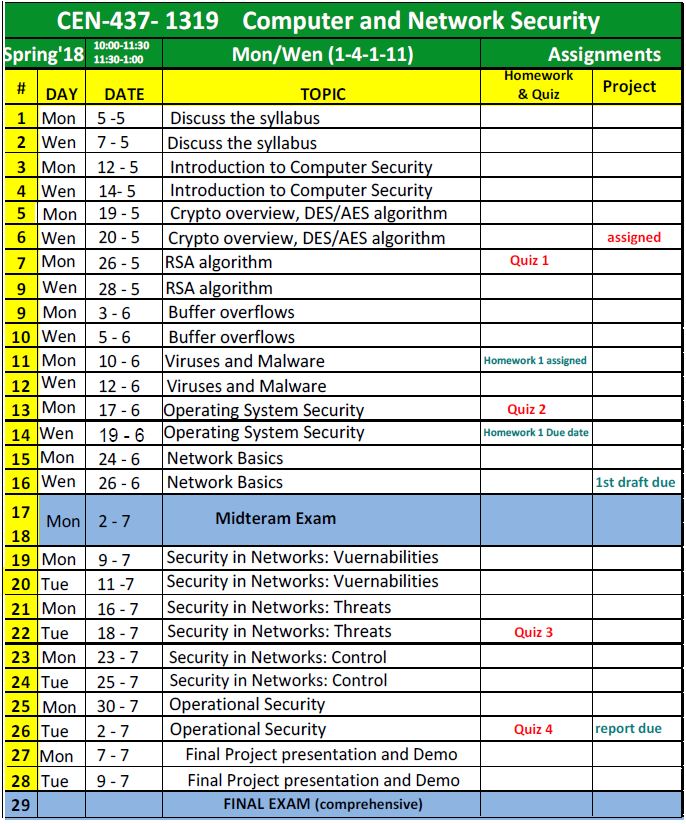 CEN-437- 1319 Computer and Network Security
Spring'18 10:00-11:30 11:30-1:00 Mon/Wen (1-4-1-11) Assignments
# DAY DATE TOPIC Homework & Quiz Project
1 Mon 5 -5 Discuss the syllabus
2 Wen 7 - 5 Discuss the syllabus
3 Mon 12 - 5 Introduction to Computer Security
4 Wen 14- 5 Introduction to Computer Security
5 Mon 19 - 5 Crypto overview, DES/AES algorithm
6 Wen 20 - 5 Crypto overview, DES/AES algorithm assigned
7 Mon 26 - 5 RSA algorithm Quiz 1
9 Wen 28 - 5 RSA algorithm
9 Mon 3 - 6 Buffer overflows
10 Wen 5 - 6 Buffer overflows
11 Mon 10 - 6 Viruses and Malware Homework 1 assigned
12 Wen 12 - 6 Viruses and Malware
13 Mon 17 - 6 Operating System Security Quiz 2
14 Wen 19 - 6 Operating System Security Homework 1 Due date
15 Mon 24 - 6 Network Basics
16 Wen 26 - 6 Network Basics 1st draft due
17 18 Mon 2 - 7 Midteram Exam
19 Mon 9 - 7 Security in Networks: Vuernabilities
20 Tue 11 -7 Security in Networks: Vuernabilities
21 Mon 16 - 7 Security in Networks: Threats
22 Tue 18 - 7 Security in Networks: Threats Quiz 3
23 Mon 23 - 7 Security in Networks: Control
24 Tue 25 - 7 Security in Networks: Control
25 Mon 30 - 7 Operational Security
26 Tue 2 - 7 Operational Security Quiz 4 report due
27 Mon 7 - 7 Final Project presentation and Demo
28 Tue 9 - 7 Final Project presentation and Demo
29 FINAL EXAM (comprehensive)